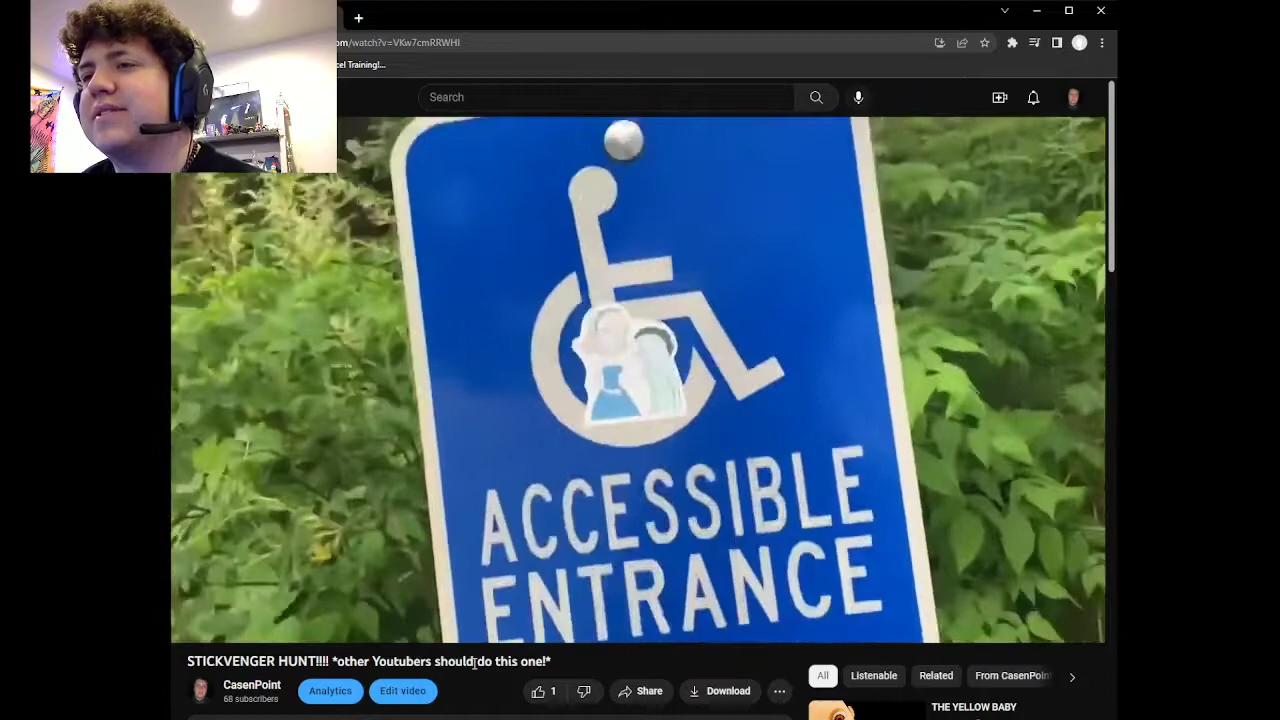 om/watch?v=VKw7cmRRWHI
cel Training!...
Search
ACCESSIBLE
ENTRANCE
STICKVENGER HUNT!!!! *other Youtubers should do this one!*
CasenPoint
68 subscribers
Analytics
Edit video
1
Share
Download
All
Listenable
Related
From CasenPoint
THE YELLOW BABY